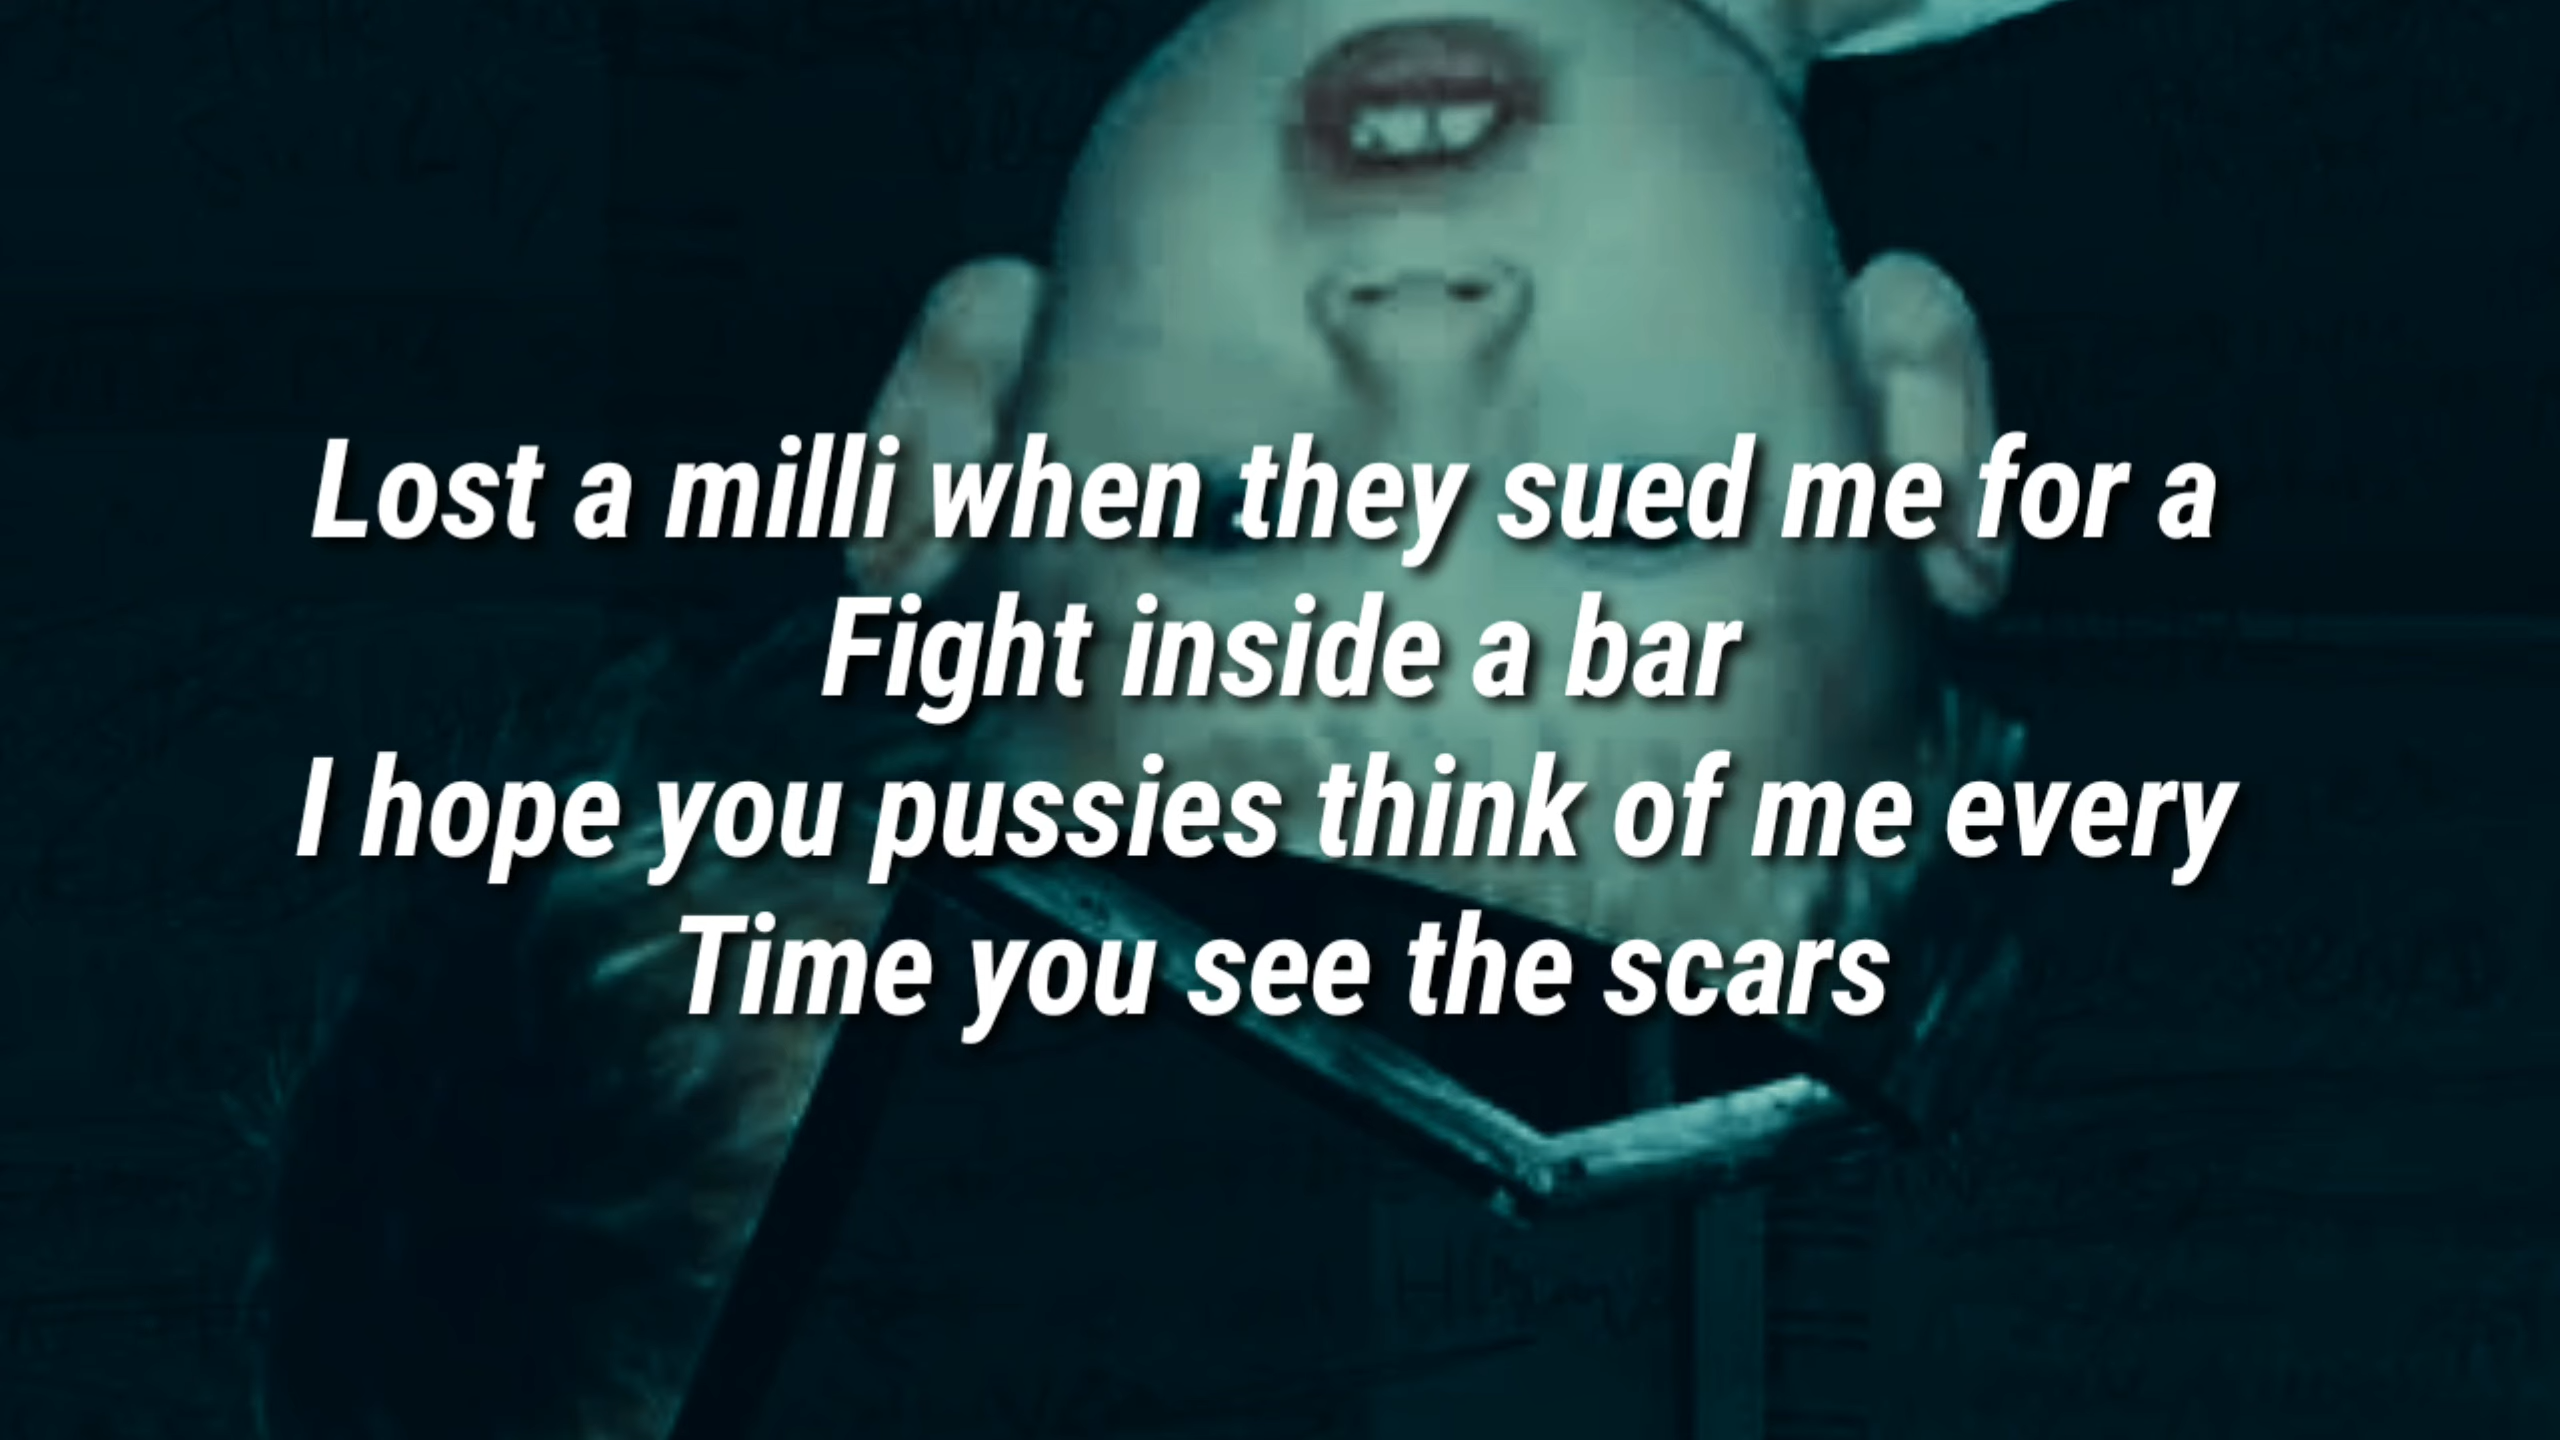 Lost a milli when they sued me for a
Fight inside a bar
I hope you pussies think of me every
Time you see the scars